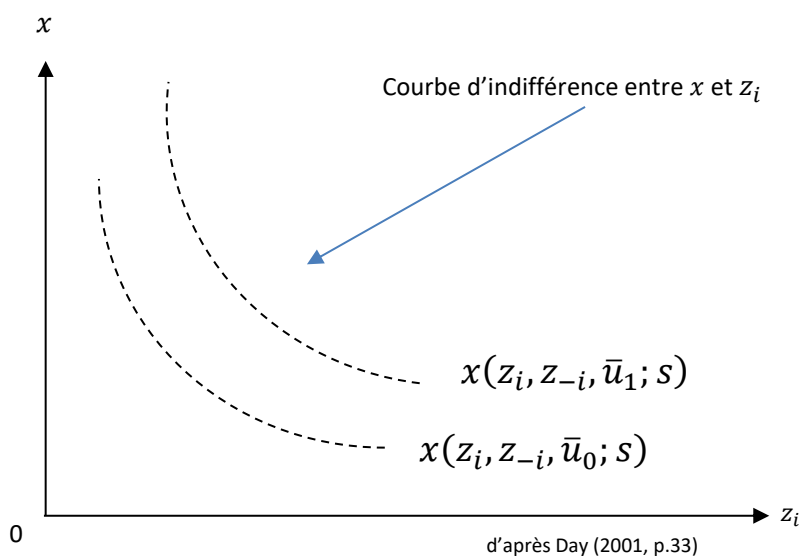 x
Courbe d'indifférence entre x et z_i
x(z_i, z_{-i}, ū_1; s)
x(z_i, z_{-i}, ū_0; s)
z_i
0
d'après Day (2001, p.33)